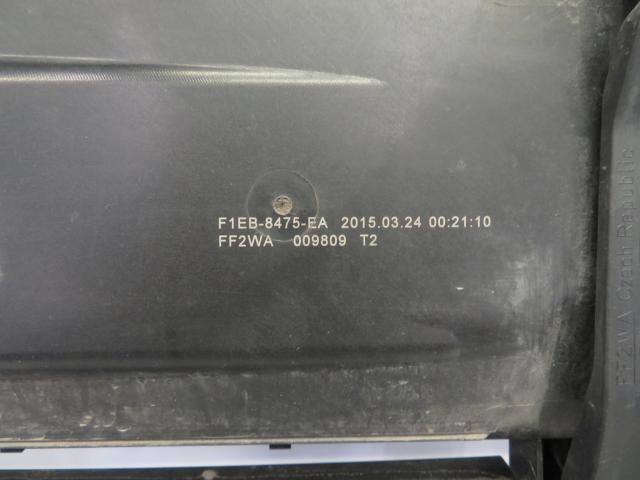 F1EB-8475-EA 2015.03.24 00:21:10
FF2WA 009809 T2
FF2WA Czech Republic